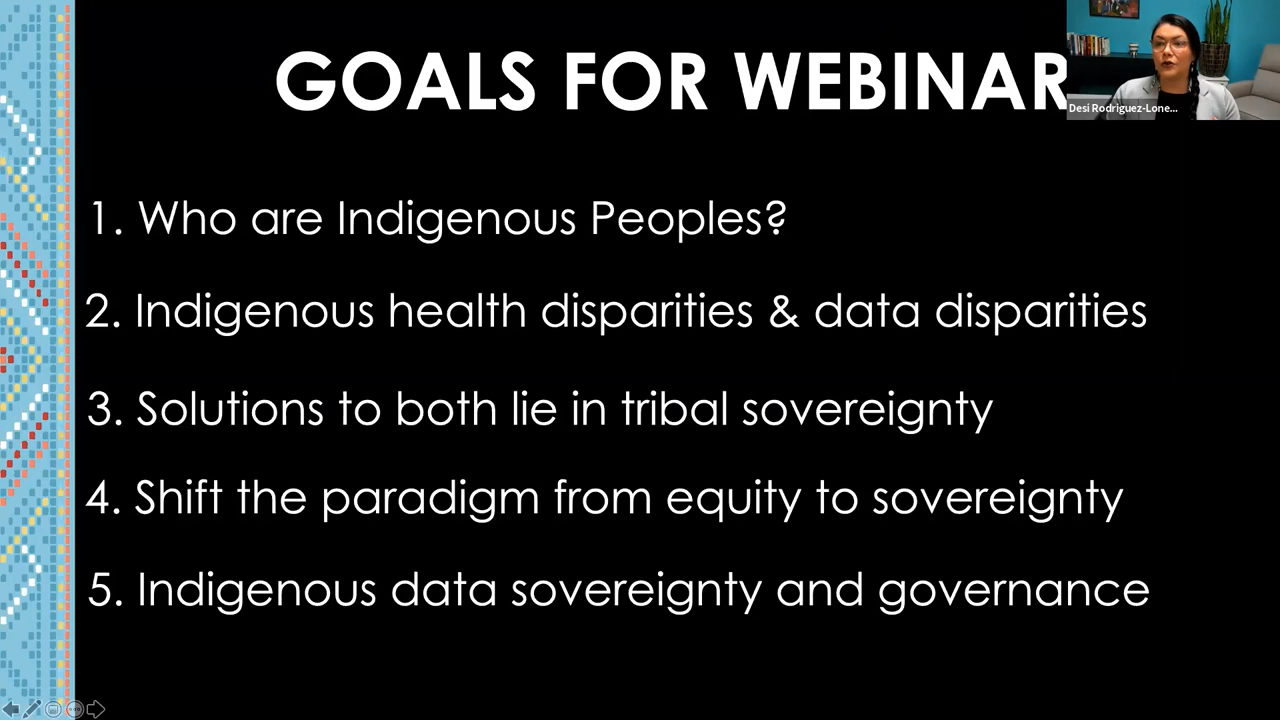 GOALS FOR WEBINAR
Desi Rodriguez-Lone...
1. Who are Indigenous Peoples?
2. Indigenous health disparities & data disparities
3. Solutions to both lie in tribal sovereignty
4. Shift the paradigm from equity to sovereignty
5. Indigenous data sovereignty and governance